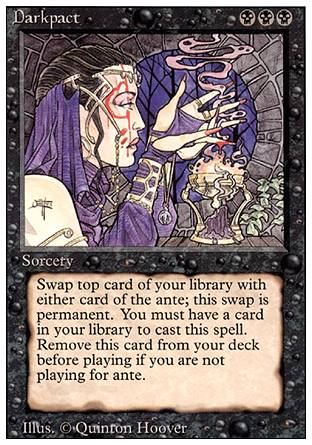 Darkpact
Sorcery
Swap top card of your library with
either card of the ante; this swap is
permanent. You must have a card
in your library to cast this spell.
Remove this card from your deck
before playing if you are not
playing for ante.
Illus. © Quinton Hoover